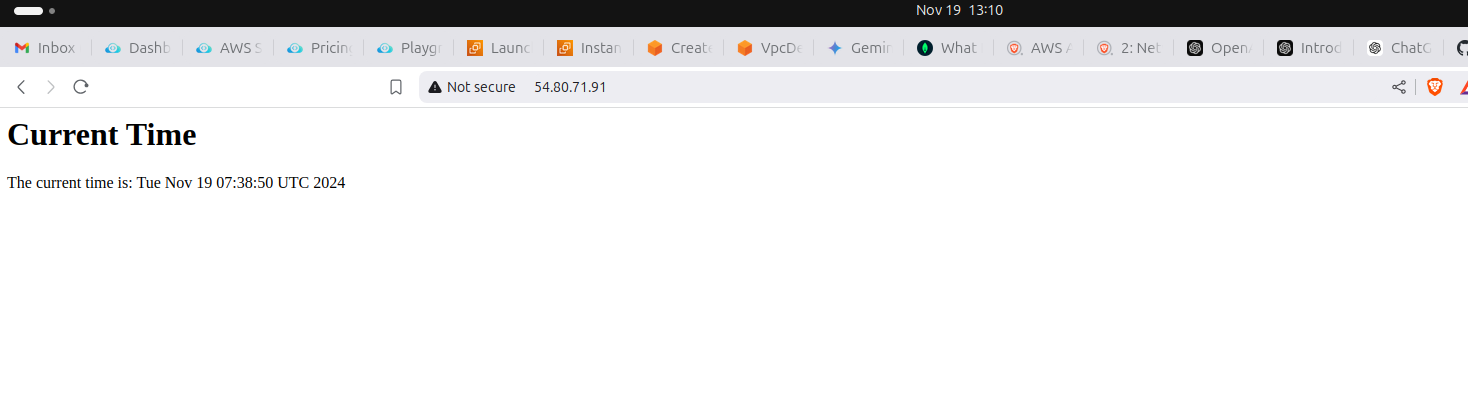 Nov 19 13:10
Inbox Dashb AWS S Pricing Playgr Launc Instan Create VpcDe Gemin What AWS A 2: Net OpenA Introd ChatG
Not secure 54.80.71.91
Current Time
The current time is: Tue Nov 19 07:38:50 UTC 2024